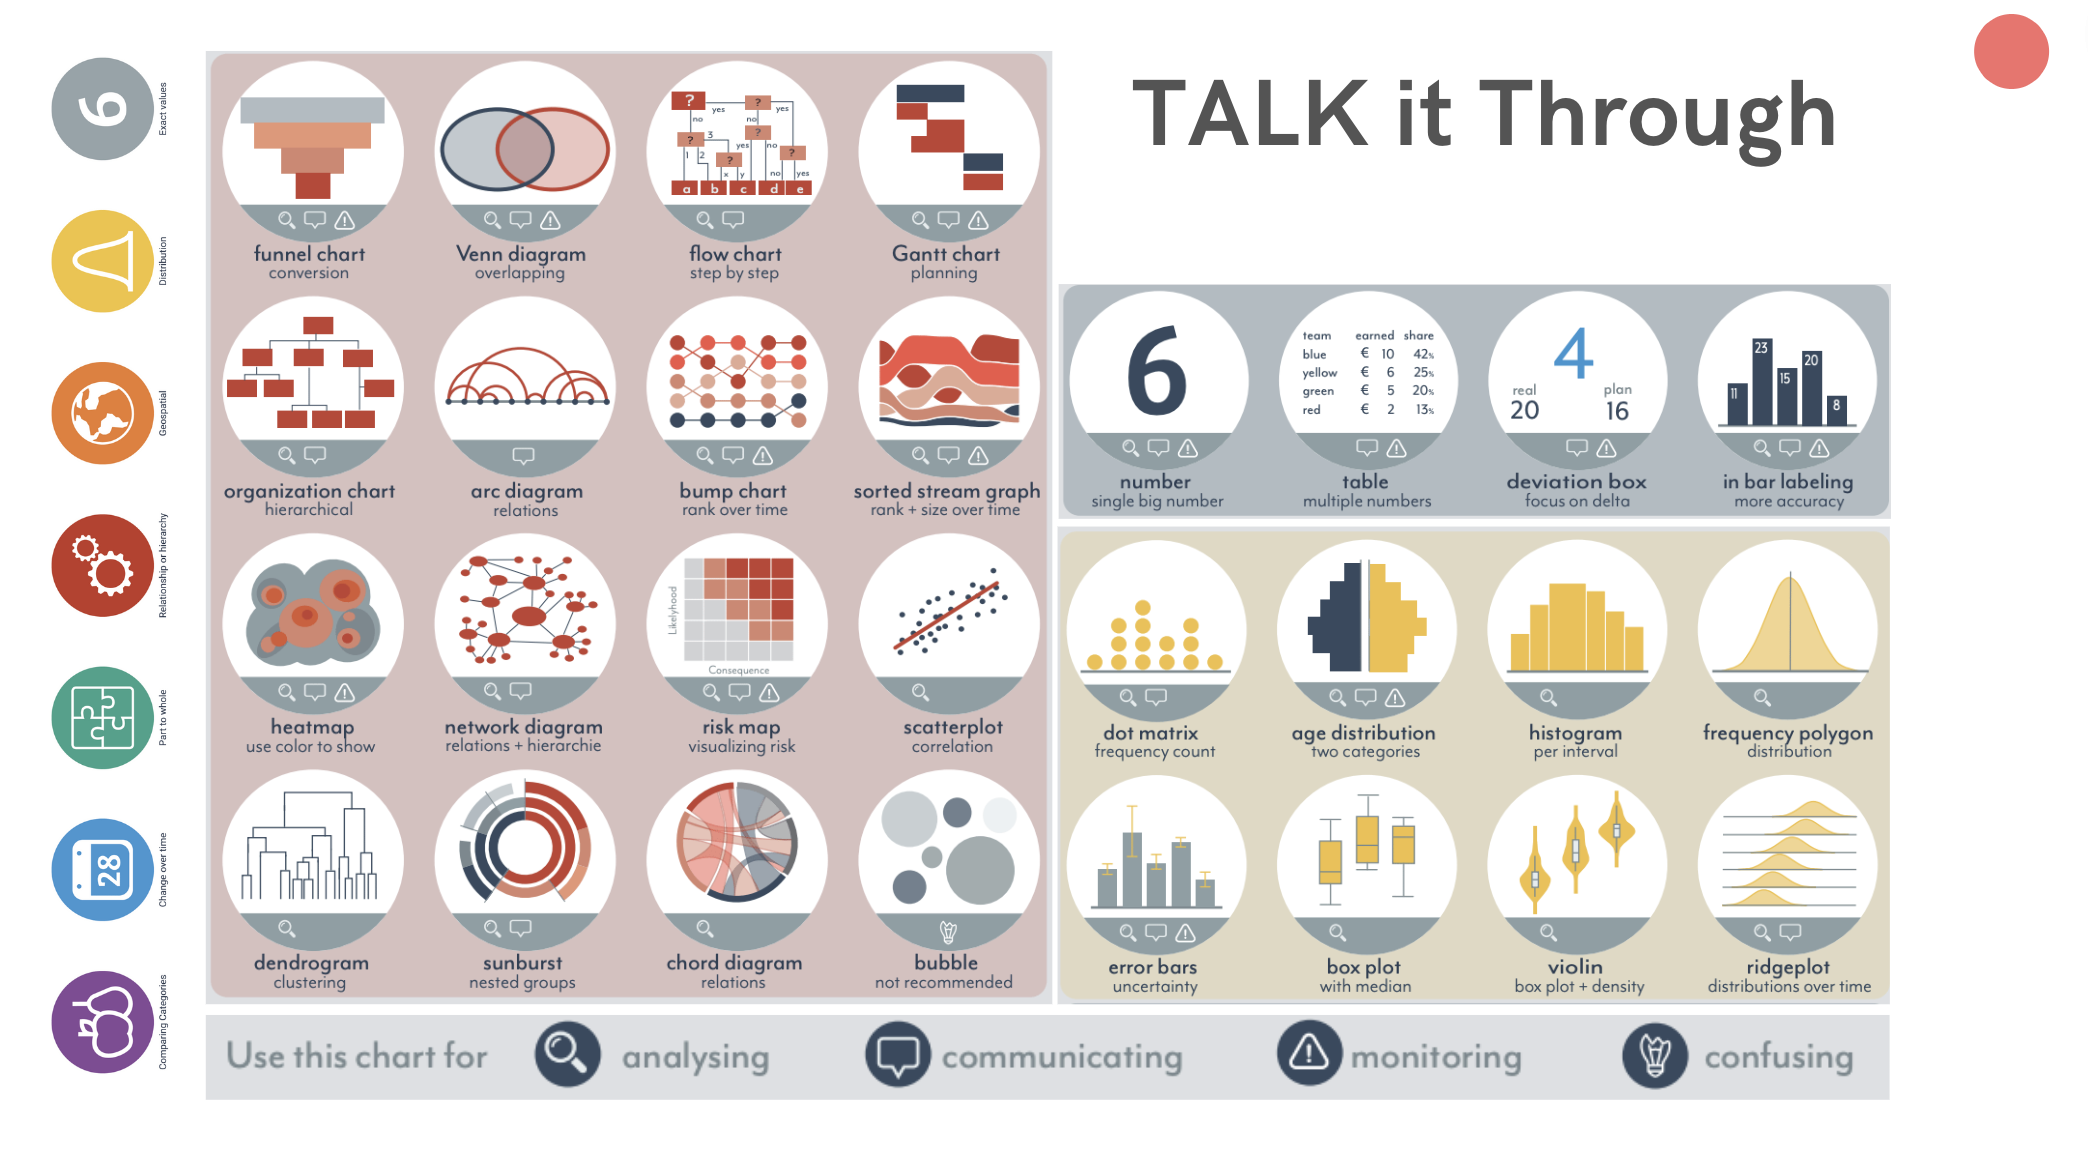 TALK it Through
6
Exact values
Distribution
Geospatial
Relationship or hierarchy
Part to whole
28
Change over time
Comparing Categories
funnel chart
conversion
Venn diagram
overlapping
? yes ? yes
no no
? 3 ?
yes no
1 2 ? ?
x y no yes
a b c d e
flow chart
step by step
Gantt chart
planning
organization chart
hierarchical
arc diagram
relations
bump chart
rank over time
sorted stream graph
rank + size over time
heatmap
use color to show
network diagram
relations + hierarchie
Likelyhood
Consequence
risk map
visualizing risk
scatterplot
correlation
dendrogram
clustering
sunburst
nested groups
chord diagram
relations
bubble
not recommended
6
number
single big number
team earned share
blue € 10 42%
yellow € 6 25%
green € 5 20%
red € 2 13%
table
multiple numbers
4
real plan
20 16
deviation box
focus on delta
11 23 15 20 8
in bar labeling
more accuracy
dot matrix
frequency count
age distribution
two categories
histogram
per interval
frequency polygon
distribution
error bars
uncertainty
box plot
with median
violin
box plot + density
ridgeplot
distributions over time
Use this chart for analysing communicating monitoring confusing